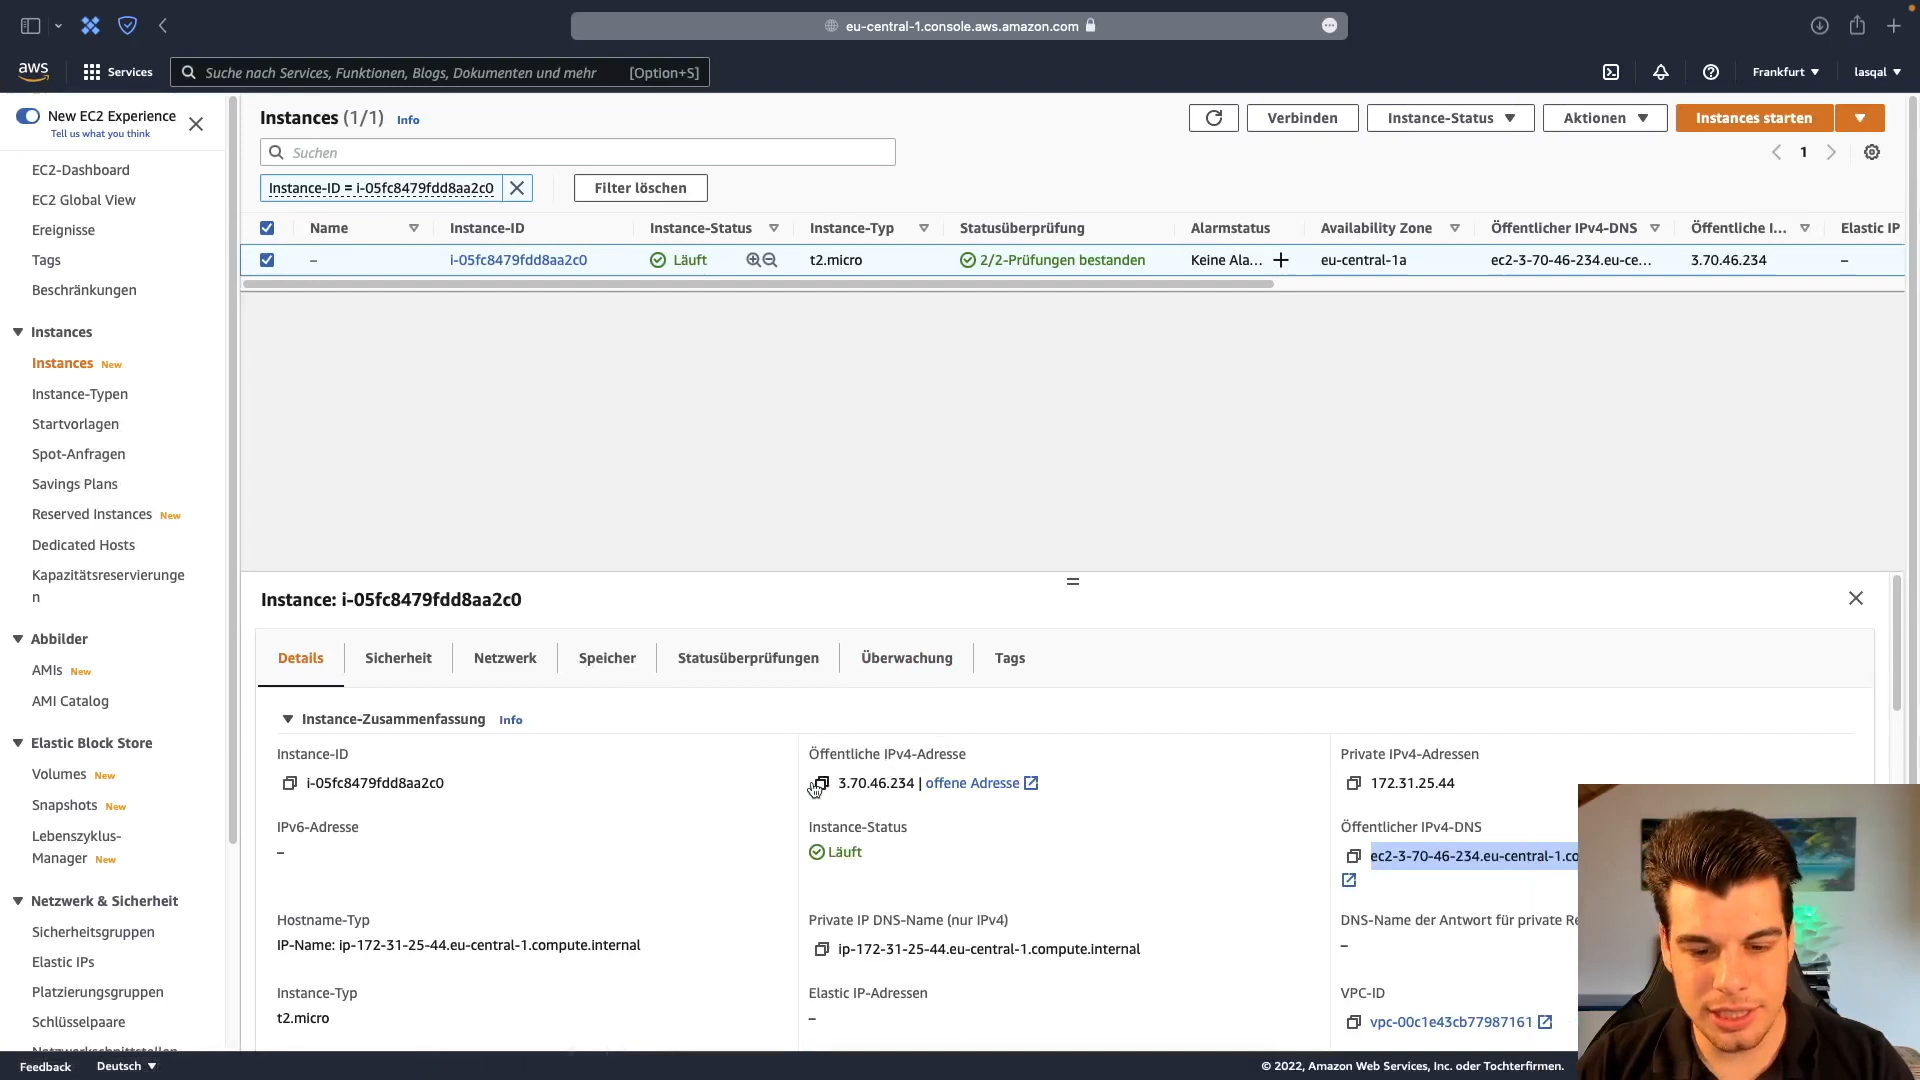 eu-central-1.console.aws.amazon.com
aws
Services
Suche nach Services, Funktionen, Blogs, Dokumenten und mehr
[Option+S]
Frankfurt
lasqal
New EC2 Experience
Tell us what you think
EC2-Dashboard
EC2 Global View
Ereignisse
Tags
Beschränkungen
Instances
Instances New
Instance-Typen
Startvorlagen
Spot-Anfragen
Savings Plans
Reserved Instances New
Dedicated Hosts
Kapazitätsreservierunge
n
Abbilder
AMIs New
AMI Catalog
Elastic Block Store
Volumes New
Snapshots New
Lebenszyklus-
Manager New
Netzwerk & Sicherheit
Sicherheitsgruppen
Elastic IPs
Platzierungsgruppen
Schlüsselpaare
Instances (1/1) Info
Verbinden
Instance-Status
Aktionen
Instances starten
Suchen
1
Instance-ID = i-05fc8479fdd8aa2c0
Filter löschen
Name Instance-ID Instance-Status Instance-Typ Statusüberprüfung Alarmstatus Availability Zone Öffentlicher IPv4-DNS Öffentliche I... Elastic IP
– i-05fc8479fdd8aa2c0 Läuft t2.micro 2/2-Prüfungen bestanden Keine Ala... eu-central-1a ec2-3-70-46-234.eu-ce... 3.70.46.234 –
Instance: i-05fc8479fdd8aa2c0
Details Sicherheit Netzwerk Speicher Statusüberprüfungen Überwachung Tags
Instance-Zusammenfassung Info
Instance-ID
i-05fc8479fdd8aa2c0
Öffentliche IPv4-Adresse
3.70.46.234 | offene Adresse
Private IPv4-Adressen
172.31.25.44
IPv6-Adresse
–
Instance-Status
Läuft
Öffentlicher IPv4-DNS
ec2-3-70-46-234.eu-central-1.co
Hostname-Typ
IP-Name: ip-172-31-25-44.eu-central-1.compute.internal
Private IP DNS-Name (nur IPv4)
ip-172-31-25-44.eu-central-1.compute.internal
DNS-Name der Antwort für private Re
–
Instance-Typ
t2.micro
Elastic IP-Adressen
–
VPC-ID
vpc-00c1e43cb77987161
Feedback
Deutsch
© 2022, Amazon Web Services, Inc. oder Tochterfirmen.